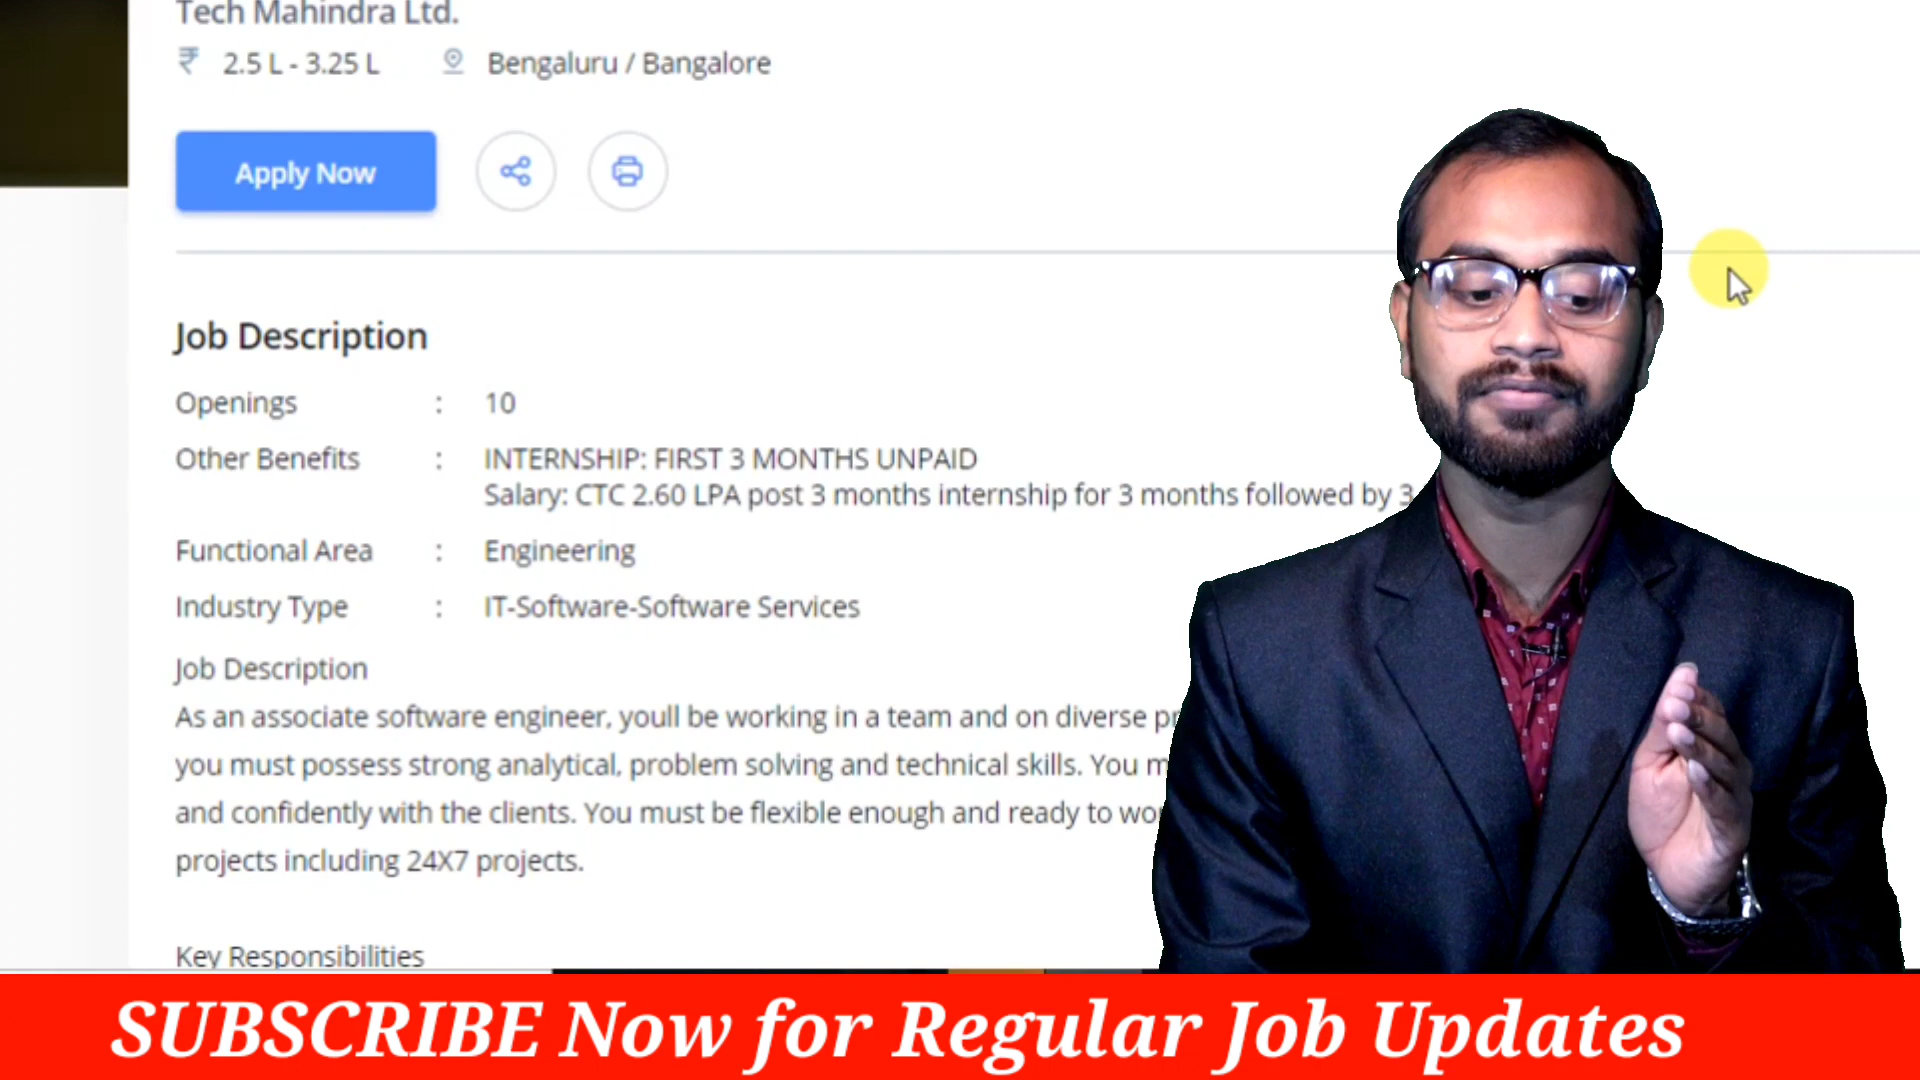 Tech Mahindra Ltd.
₹ 2.5 L - 3.25 L Bengaluru / Bangalore
Apply Now
Job Description
Openings : 10
Other Benefits : INTERNSHIP: FIRST 3 MONTHS UNPAID
Salary: CTC 2.60 LPA post 3 months internship for 3 months followed by 3
Functional Area : Engineering
Industry Type : IT-Software-Software Services
Job Description
As an associate software engineer, youll be working in a team and on diverse
you must possess strong analytical, problem solving and technical skills. You
and confidently with the clients. You must be flexible enough and ready to
projects including 24X7 projects.
Key Responsibilities
SUBSCRIBE Now for Regular Job Updates